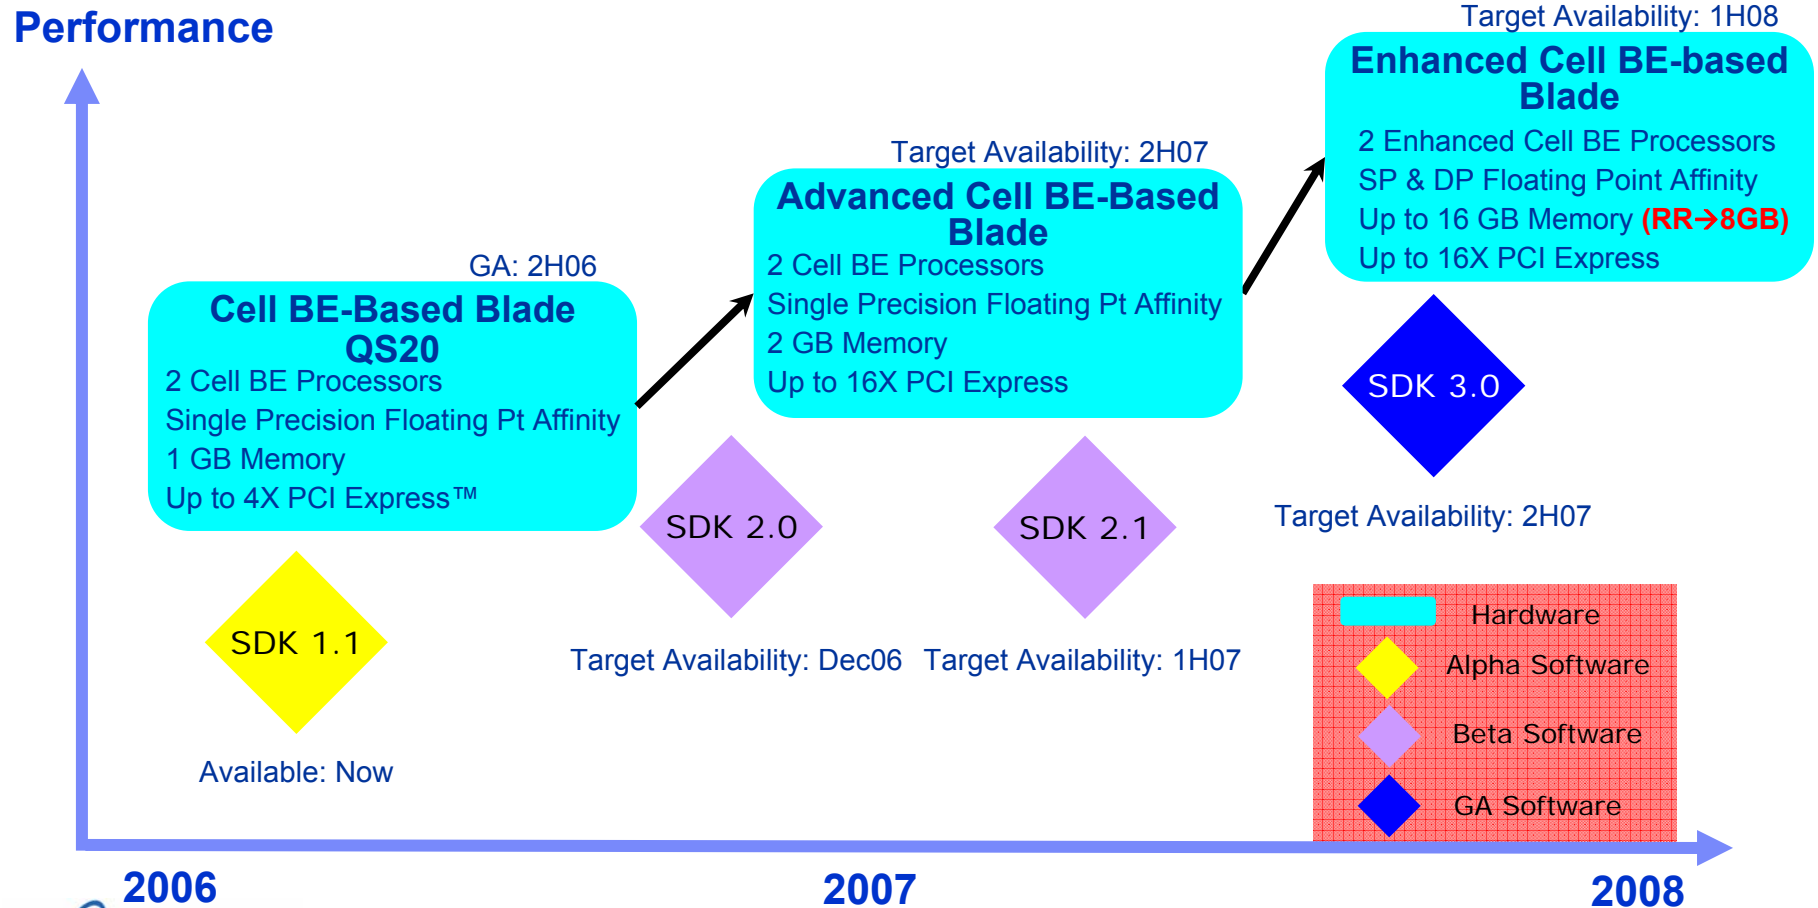 Performance
Target Availability: 1H08
Enhanced Cell BE-based
Blade
2 Enhanced Cell BE Processors
SP & DP Floating Point Affinity
Up to 16 GB Memory (RR→8GB)
Up to 16X PCI Express
Target Availability: 2H07
Advanced Cell BE-Based
Blade
2 Cell BE Processors
Single Precision Floating Pt Affinity
2 GB Memory
Up to 16X PCI Express
GA: 2H06
Cell BE-Based Blade
QS20
2 Cell BE Processors
Single Precision Floating Pt Affinity
1 GB Memory
Up to 4X PCI Express™
SDK 3.0
Target Availability: 2H07
SDK 2.0
Target Availability: Dec06
SDK 2.1
Target Availability: 1H07
SDK 1.1
Available: Now
Hardware
Alpha Software
Beta Software
GA Software
2006
2007
2008